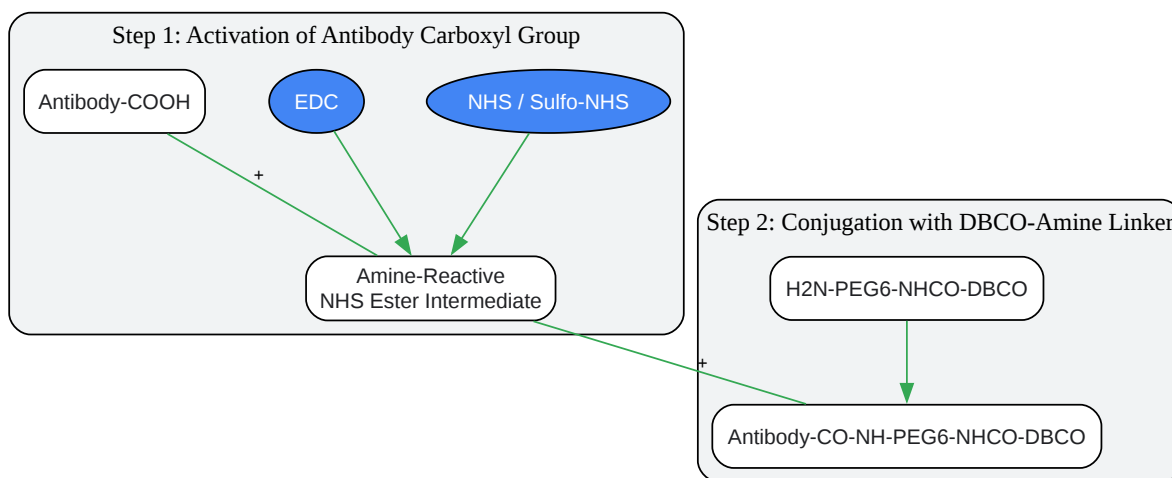 Step 1: Activation of Antibody Carboxyl Group
Antibody-COOH
EDC
NHS / Sulfo-NHS
+
Amine-Reactive
NHS Ester Intermediate
Step 2: Conjugation with DBCO-Amine Linker
H2N-PEG6-NHCO-DBCO
+
Antibody-CO-NH-PEG6-NHCO-DBCO